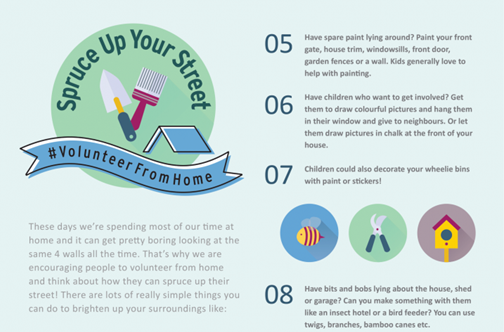 Spruce Up Your Street
#VolunteerFromHome
These days we're spending most of our time at
home and it can get pretty boring looking at the
same 4 walls all the time. That's why we are
encouraging people to volunteer from home
and think about how they can spruce up their
street! There are lots of really simple things you
can do to brighten up your surroundings like:
05
Have spare paint lying around? Paint your front
gate, house trim, windowsills, front door,
garden fences or a wall. Kids generally love to
help with painting.
06
Have children who want to get involved? Get
them to draw colourful pictures and hang them
in their window and give to neighbours. Or let
them draw pictures in chalk at the front of your
house.
07
Children could also decorate your wheelie bins
with paint or stickers!
08
Have bits and bobs lying about the house, shed
or garage? Can you make something with them
like an insect hotel or a bird feeder? You can use
twigs, branches, bamboo canes etc.